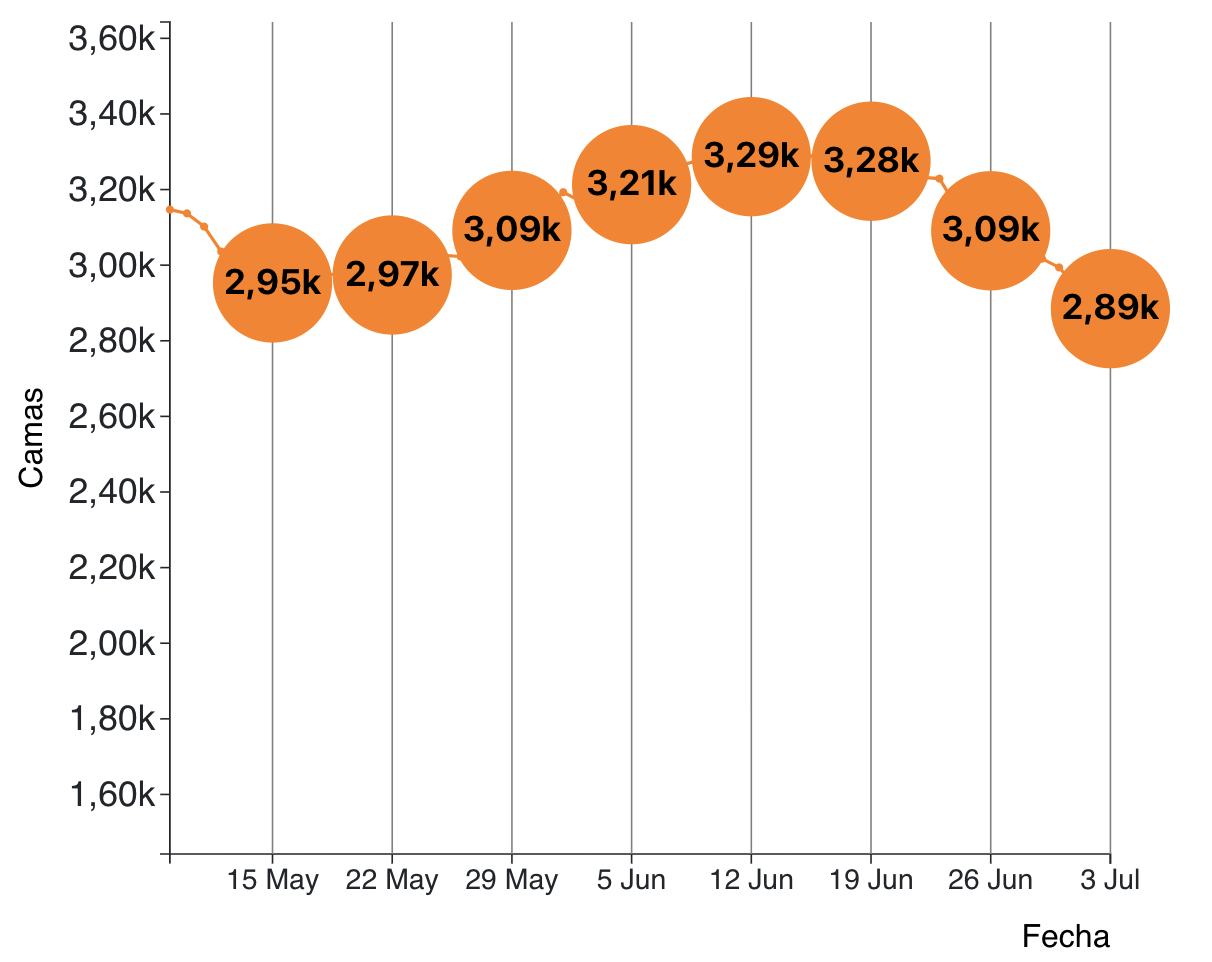 3,60k
3,40k
3,20k
3,00k
2,80k
2,60k
2,40k
2,20k
2,00k
1,80k
1,60k
Camas
2,95k
2,97k
3,09k
3,21k
3,29k
3,28k
3,09k
2,89k
15 May
22 May
29 May
5 Jun
12 Jun
19 Jun
26 Jun
3 Jul
Fecha